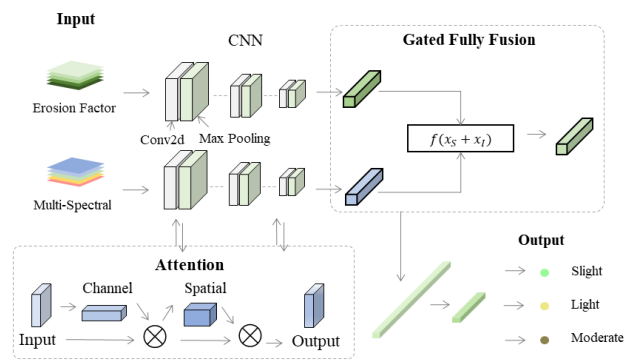 Input
CNN
Gated Fully Fusion
Erosion Factor
Conv2d
Max Pooling
f(x_S + x_I)
Multi-Spectral
Attention
Channel
Spatial
Input
Output
Output
Slight
Light
Moderate